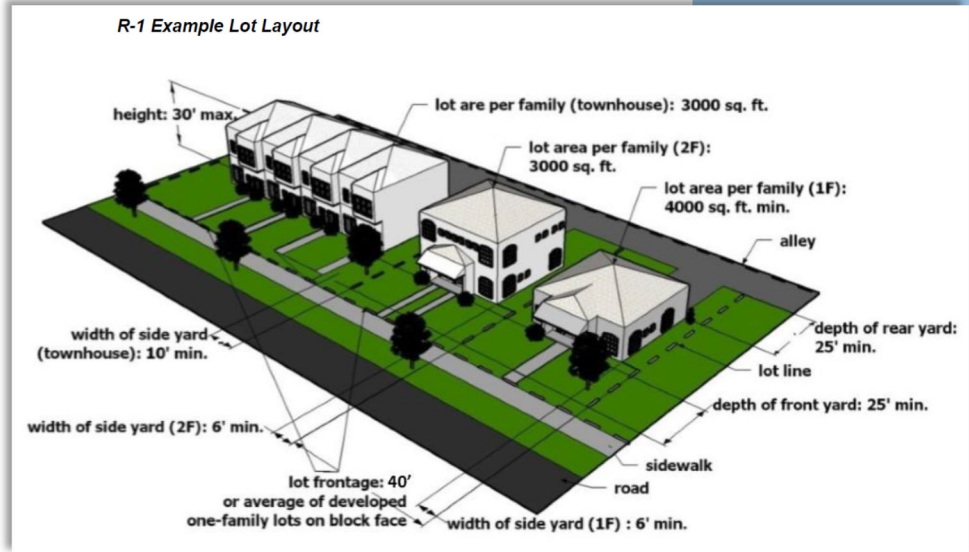 R-1 Example Lot Layout
height: 30' max.
lot are per family (townhouse): 3000 sq. ft.
lot area per family (2F):
3000 sq. ft.
lot area per family (1F):
4000 sq. ft. min.
alley
width of side yard
(townhouse): 10' min.
depth of rear yard:
25' min.
lot line
depth of front yard: 25' min.
width of side yard (2F): 6' min.
sidewalk
lot frontage: 40'
or average of developed
one-family lots on block face
road
width of side yard (1F) : 6' min.